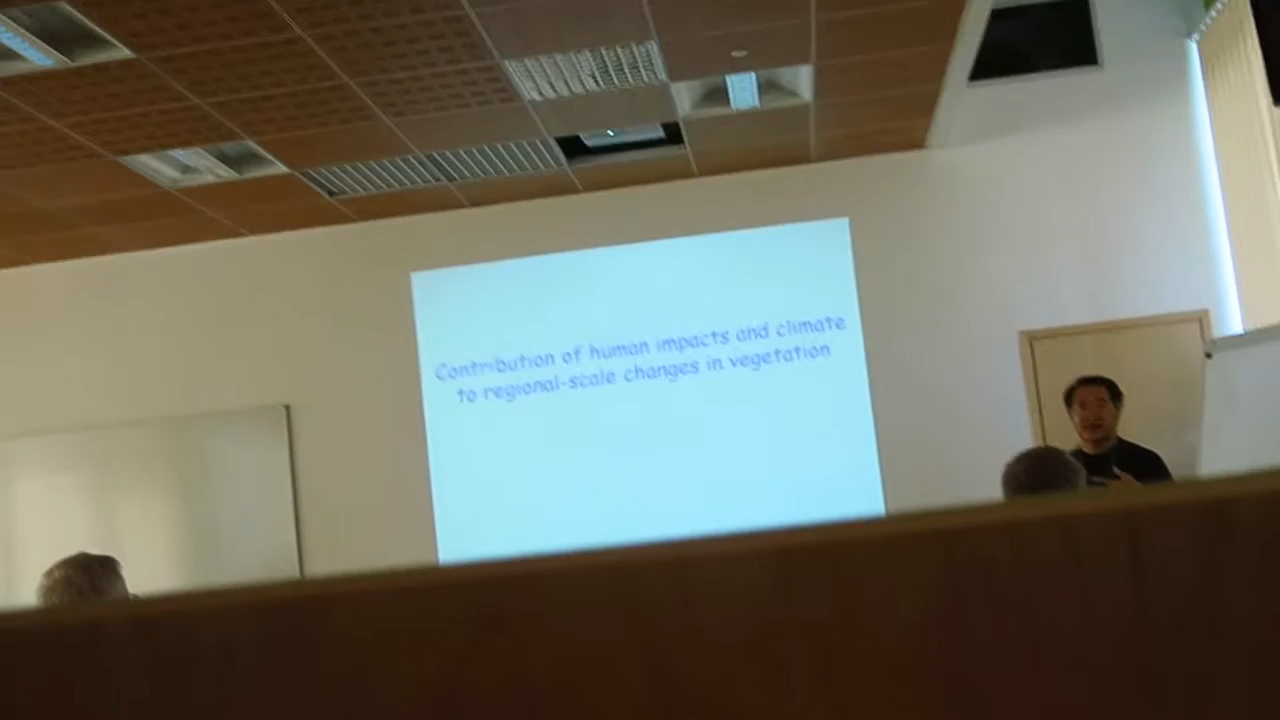 Contribution of human impacts and climate
to regional-scale changes in vegetation